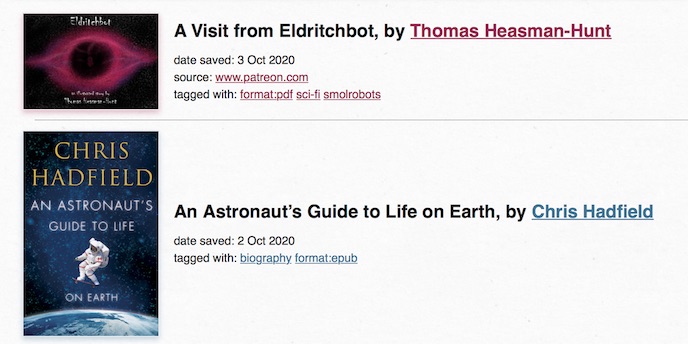 Eldritchbot
an illustrated story by
Thomas Heasman-Hunt
A Visit from Eldritchbot, by Thomas Heasman-Hunt
date saved: 3 Oct 2020
source: www.patreon.com
tagged with: format:pdf sci-fi smolrobots
CHRIS
HADFIELD
AN ASTRONAUT'S
GUIDE TO LIFE
ON EARTH
An Astronaut’s Guide to Life on Earth, by Chris Hadfield
date saved: 2 Oct 2020
tagged with: biography format:epub